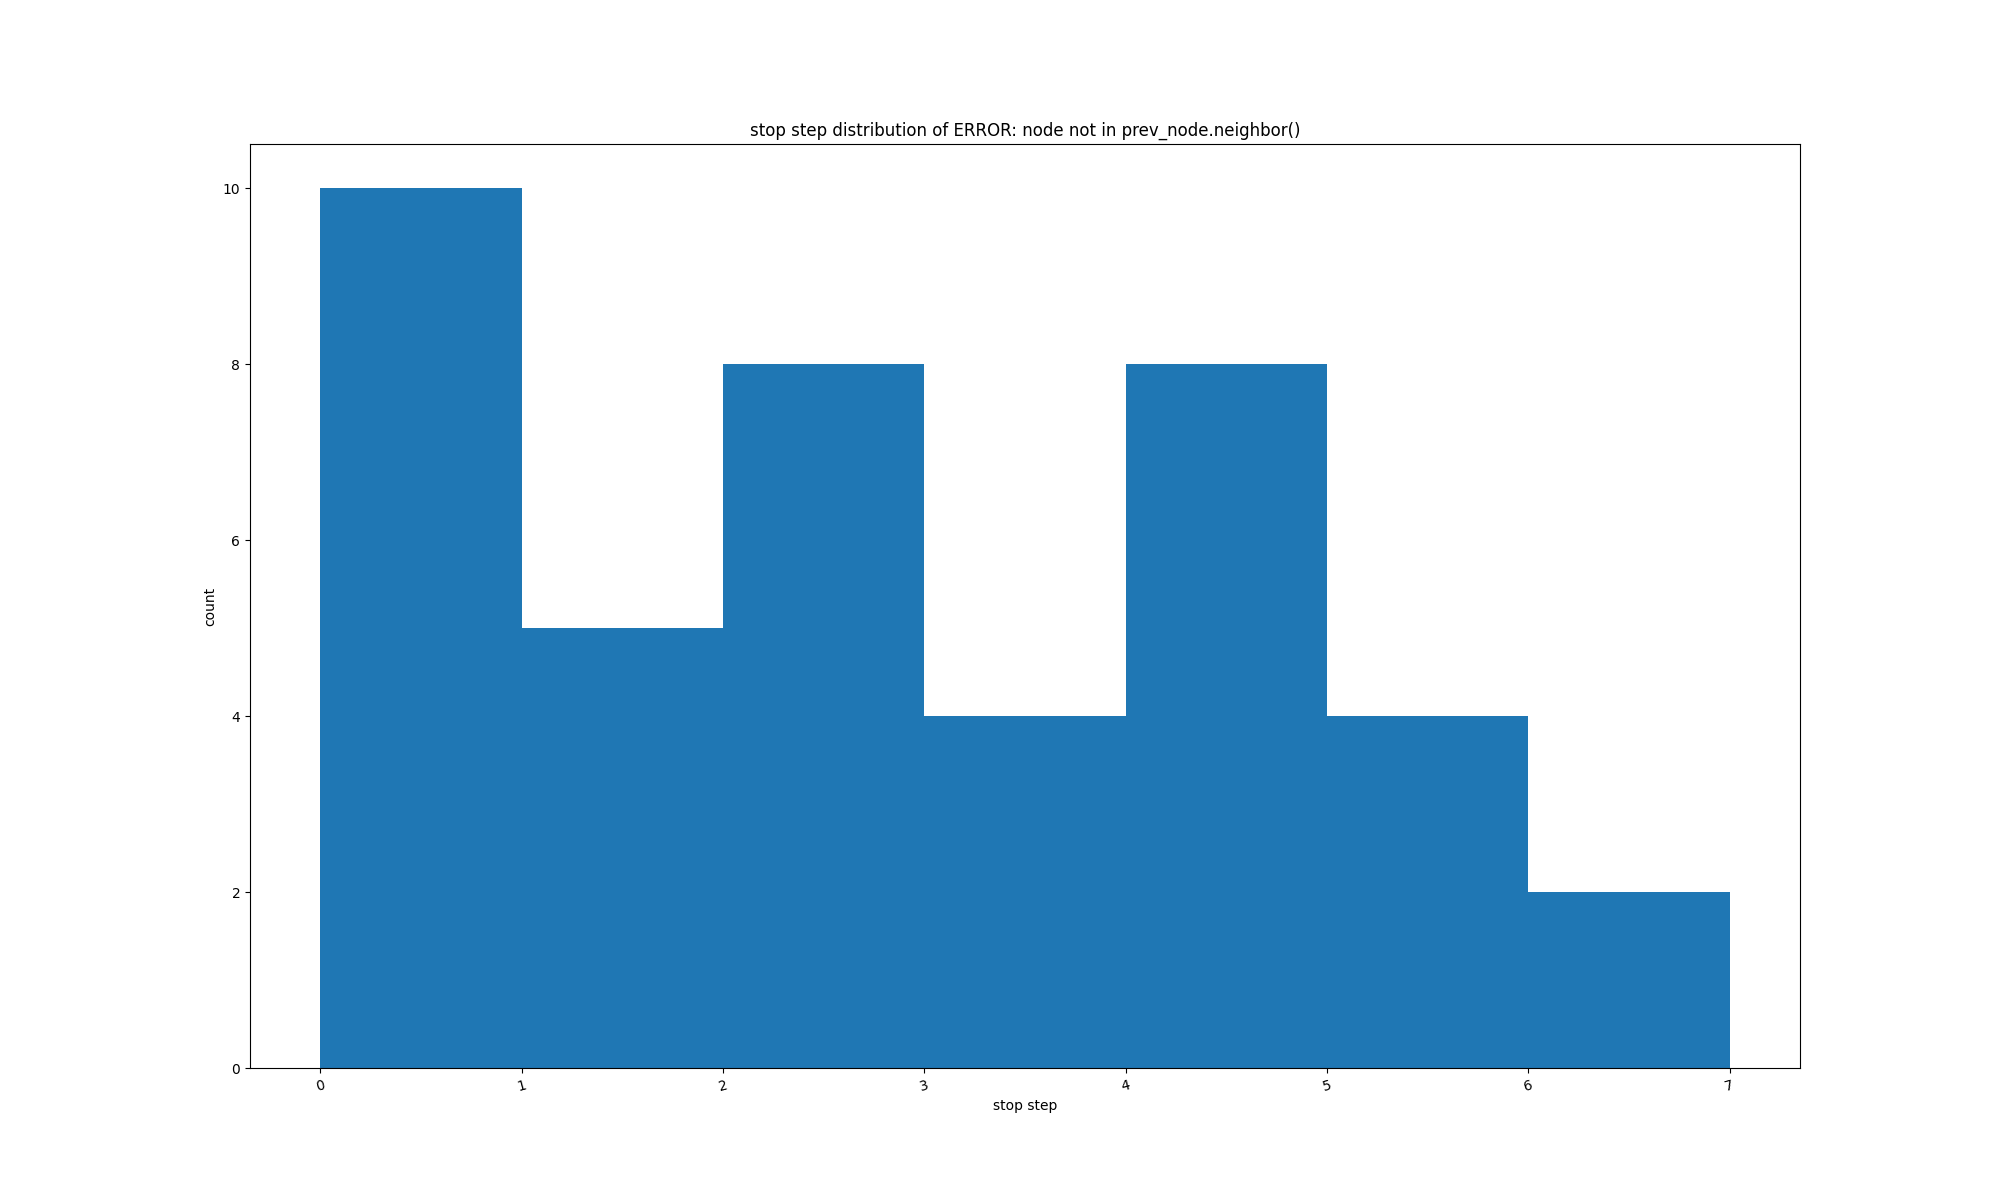 stop step distribution of ERROR: node not in prev_node.neighbor()
10
8
6
4
2
0
count
0 1 2 3 4 5 6 7
stop step